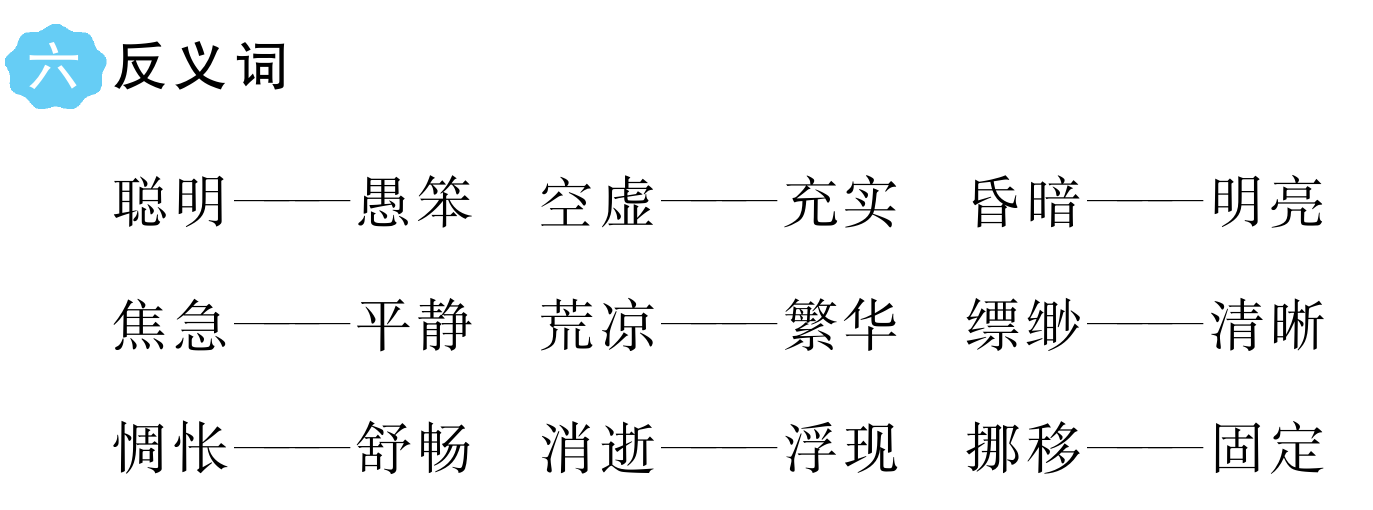 六 反义词
聪明——愚笨 空虚——充实 昏暗——明亮
焦急——平静 荒凉——繁华 缥缈——清晰
惆怅——舒畅 消逝——浮现 挪移——固定